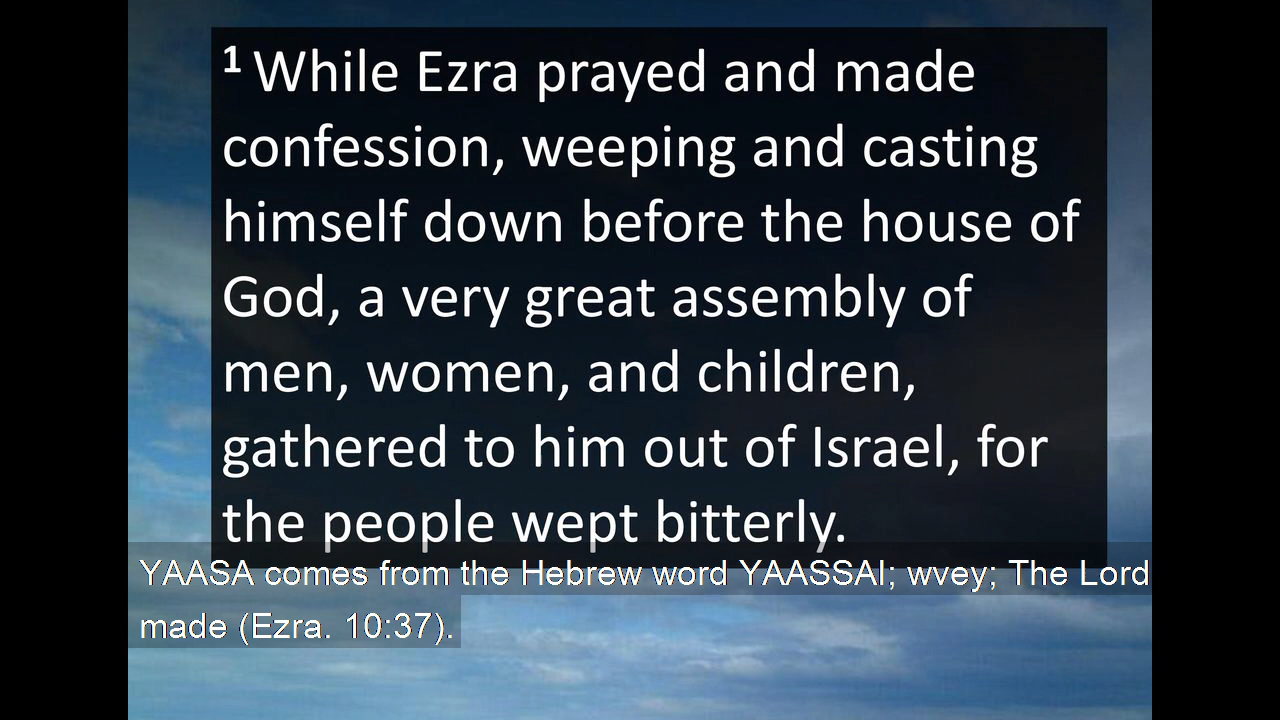 1 While Ezra prayed and made
confession, weeping and casting
himself down before the house of
God, a very great assembly of
men, women, and children,
gathered to him out of Israel, for
the people wept bitterly.
YAASA comes from the Hebrew word YAASSAI; wvey; The Lord
made (Ezra. 10:37).